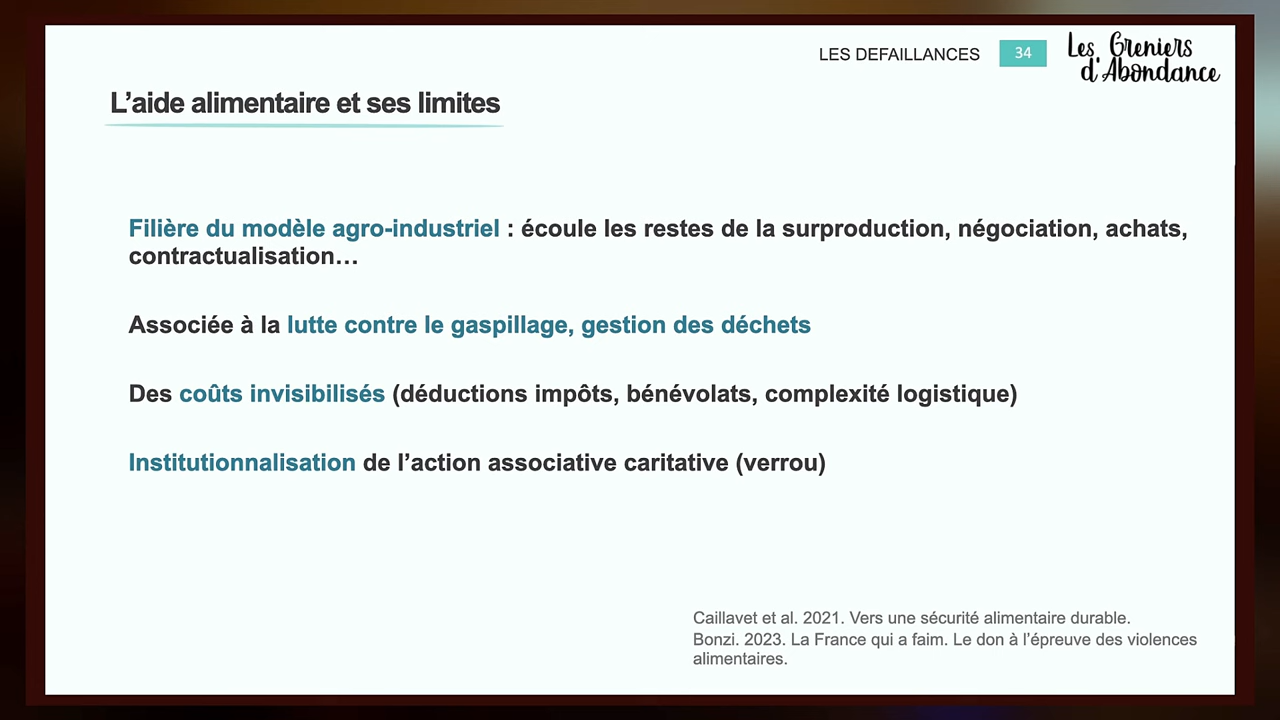 LES DEFAILLANCES
34
Les Greniers
d'Abondance
L’aide alimentaire et ses limites
Filière du modèle agro-industriel : écoule les restes de la surproduction, négociation, achats,
contractualisation…
Associée à la lutte contre le gaspillage, gestion des déchets
Des coûts invisibilisés (déductions impôts, bénévolats, complexité logistique)
Institutionnalisation de l’action associative caritative (verrou)
Caillavet et al. 2021. Vers une sécurité alimentaire durable.
Bonzi. 2023. La France qui a faim. Le don à l’épreuve des violences
alimentaires.